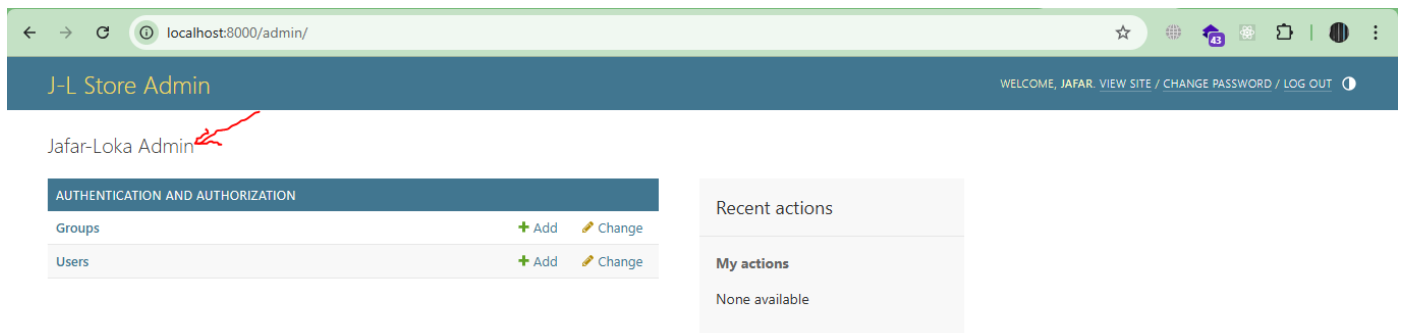 localhost:8000/admin/
43
J-L Store Admin
WELCOME, JAFAR. VIEW SITE / CHANGE PASSWORD / LOG OUT
Jafar-Loka Admin
AUTHENTICATION AND AUTHORIZATION
Groups + Add Change
Users + Add Change
Recent actions
My actions
None available